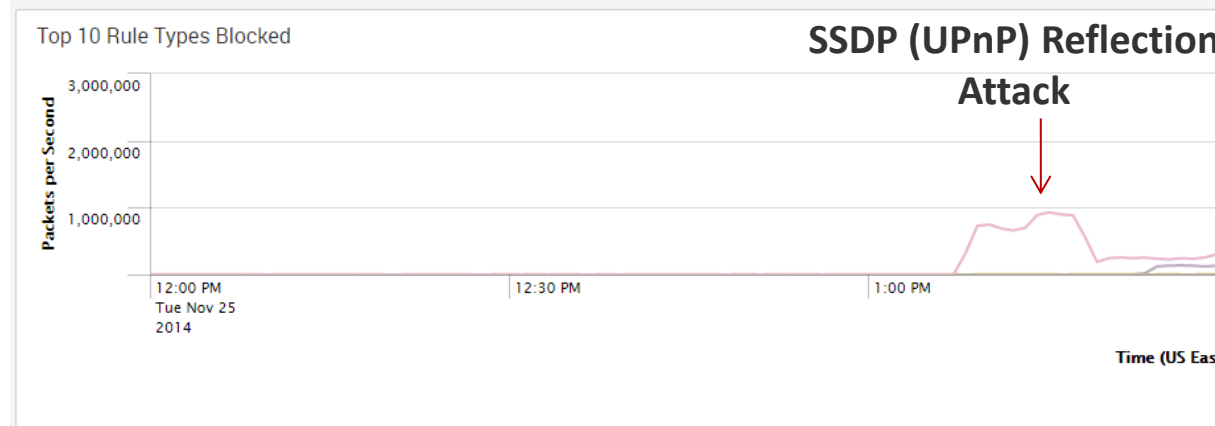 Top 10 Rule Types Blocked
SSDP (UPnP) Reflection
Attack
3,000,000
2,000,000
1,000,000
Packets per Second
12:00 PM
Tue Nov 25
2014
12:30 PM
1:00 PM
Time (US Eas